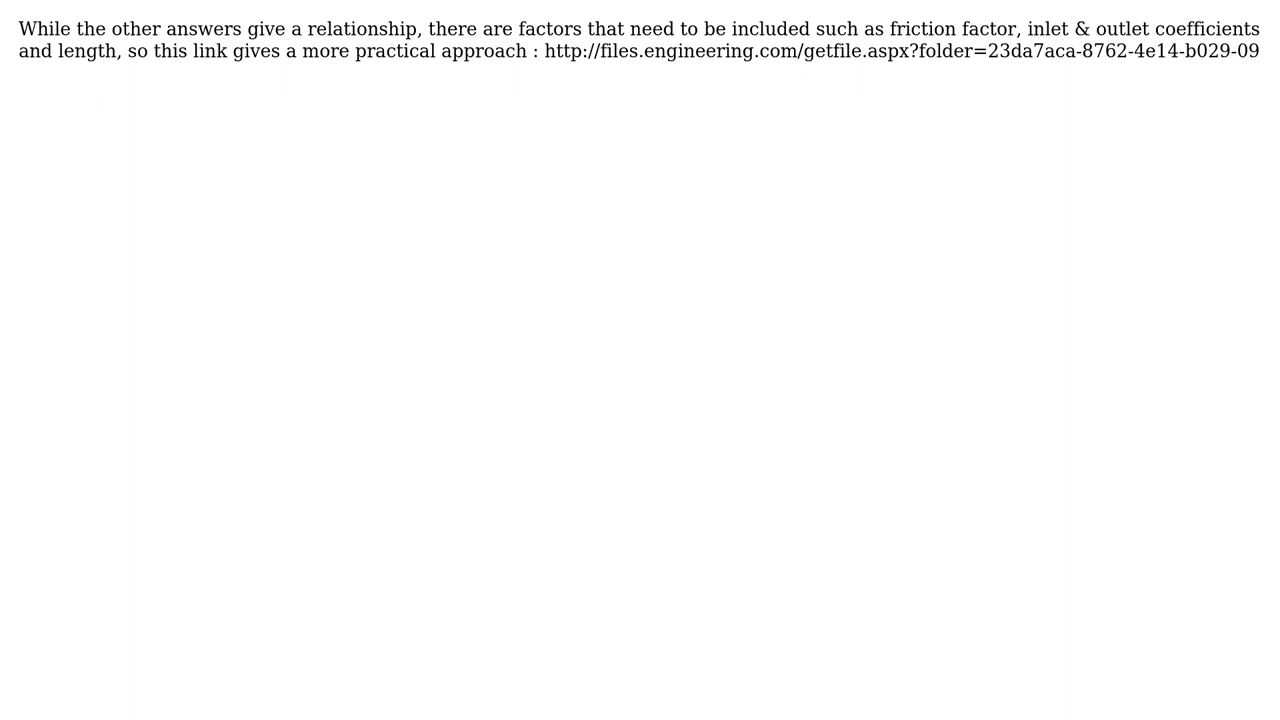 While the other answers give a relationship, there are factors that need to be included such as friction factor, inlet & outlet coefficients
and length, so this link gives a more practical approach : http://files.engineering.com/getfile.aspx?folder=23da7aca-8762-4e14-b029-09